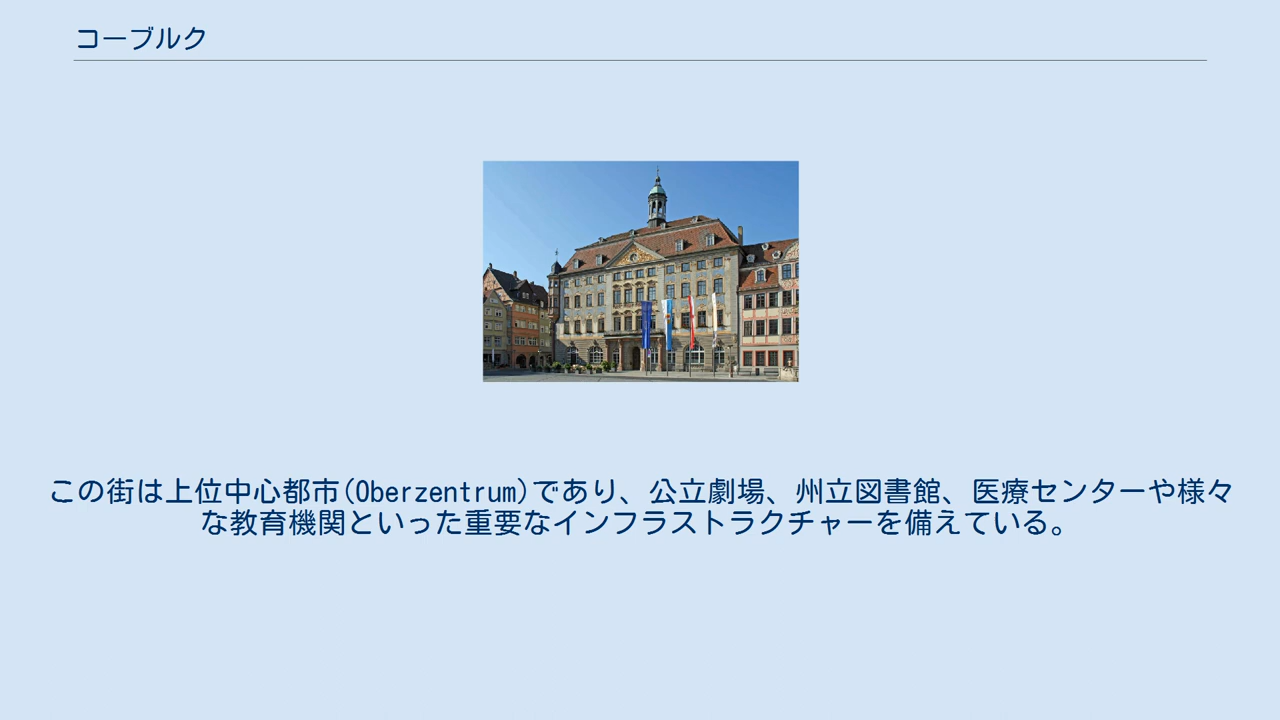 コーブルク
この街は上位中心都市(Oberzentrum)であり、公立劇場、州立図書館、医療センターや様々
な教育機関といった重要なインフラストラクチャーを備えている。